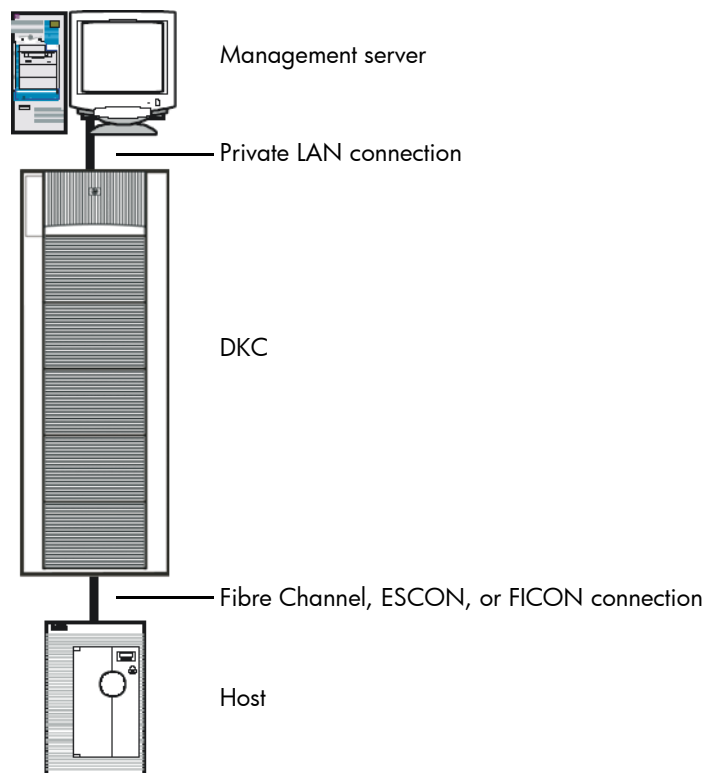 Management server
Private LAN connection
DKC
Fibre Channel, ESCON, or FICON connection
Host